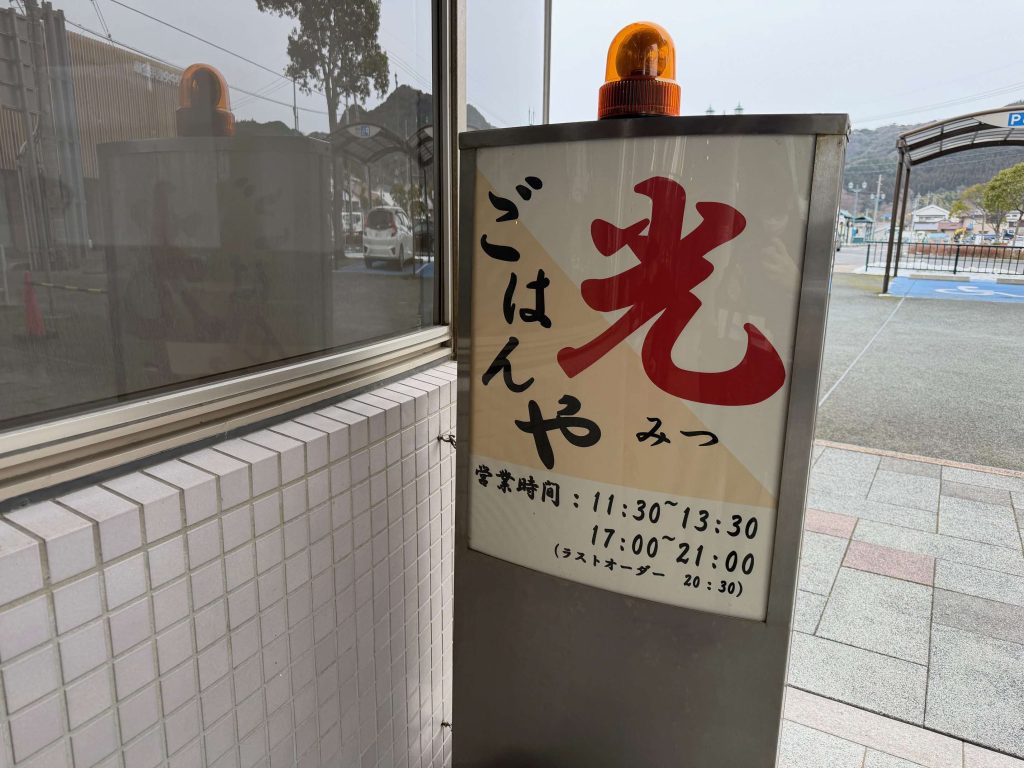 ごはんや
光
みつ
営業時間：11:30~13:30
17:00~21:00
(ラストオーダー 20:30)
P